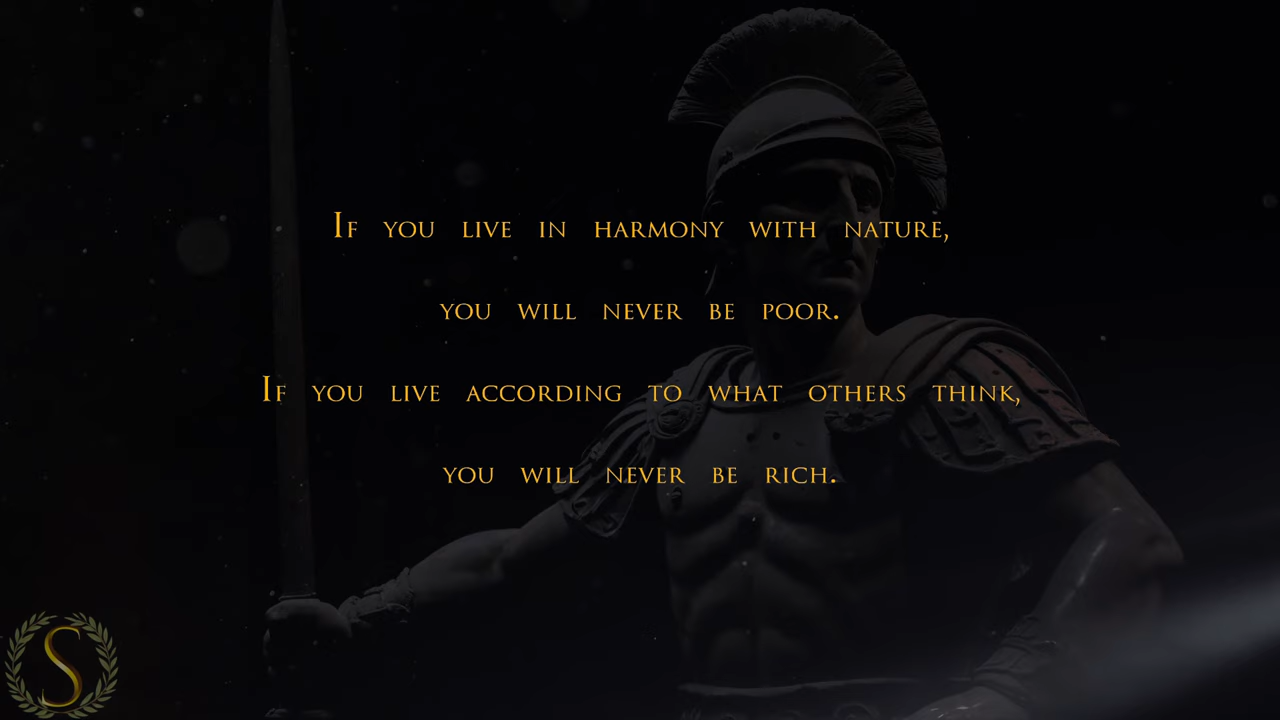 If you live in harmony with nature,
you will never be poor.
If you live according to what others think,
you will never be rich.
S